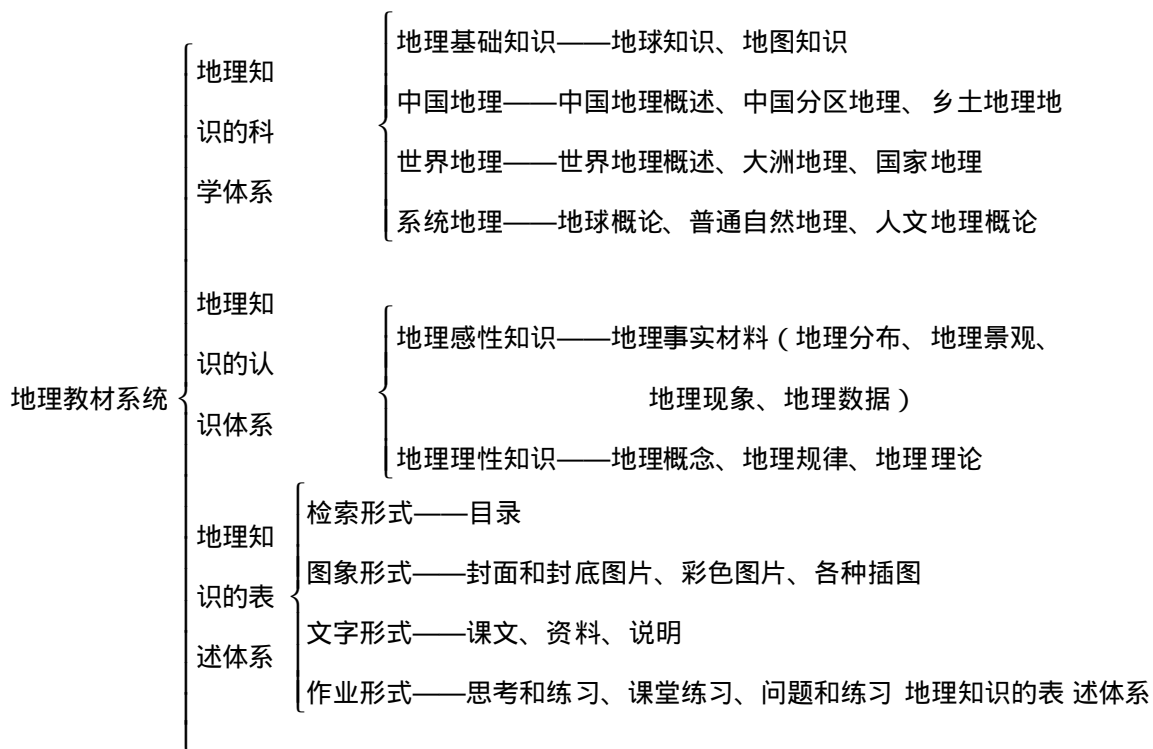 地理教材系统
地理知
识的科
学体系
地理基础知识——地球知识、地图知识
中国地理——中国地理概述、中国分区地理、乡土地理地
世界地理——世界地理概述、大洲地理、国家地理
系统地理——地球概论、普通自然地理、人文地理概论
地理知
识的认
识体系
地理感性知识——地理事实材料(地理分布、地理景观、
地理现象、地理数据)
地理理性知识——地理概念、地理规律、地理理论
地理知
识的表
述体系
检索形式——目录
图象形式——封面和封底图片、彩色图片、各种插图
文字形式——课文、资料、说明
作业形式——思考和练习、课堂练习、问题和练习 地理知识的表 述体系